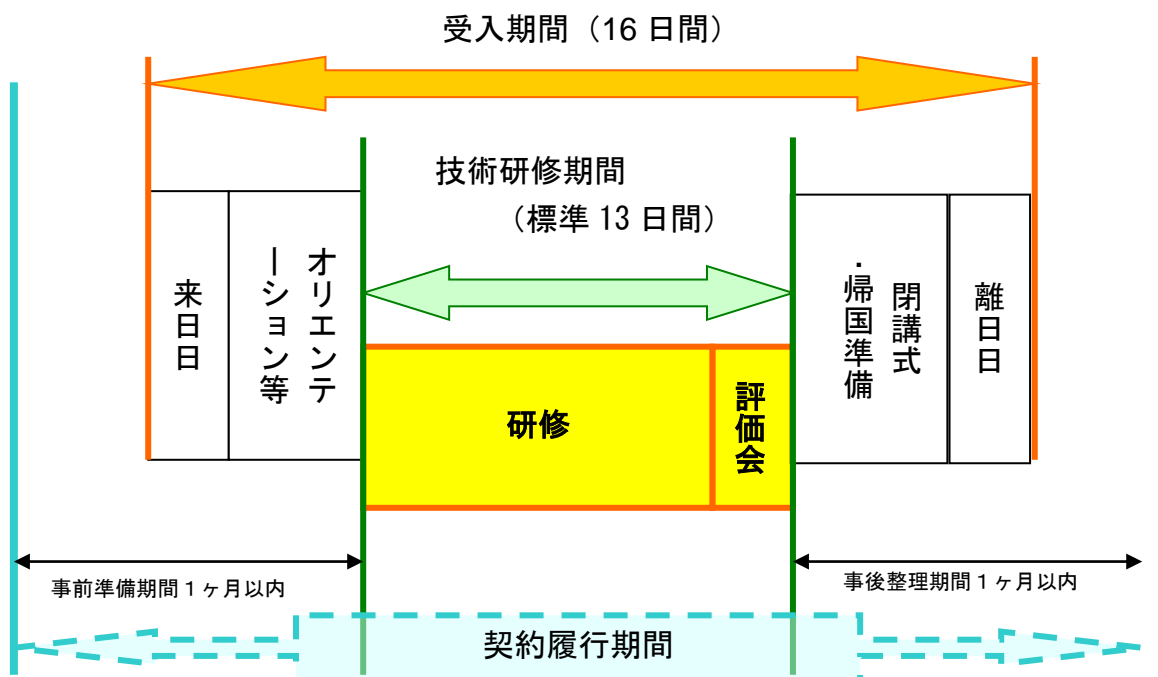 受入期間（16 日間）
技術研修期間
（標準 13 日間）
来日日
オリエンテ
ーション等
研修
評価会
閉講式
・帰国準備
離日日
事前準備期間１ヶ月以内
事後整理期間１ヶ月以内
契約履行期間